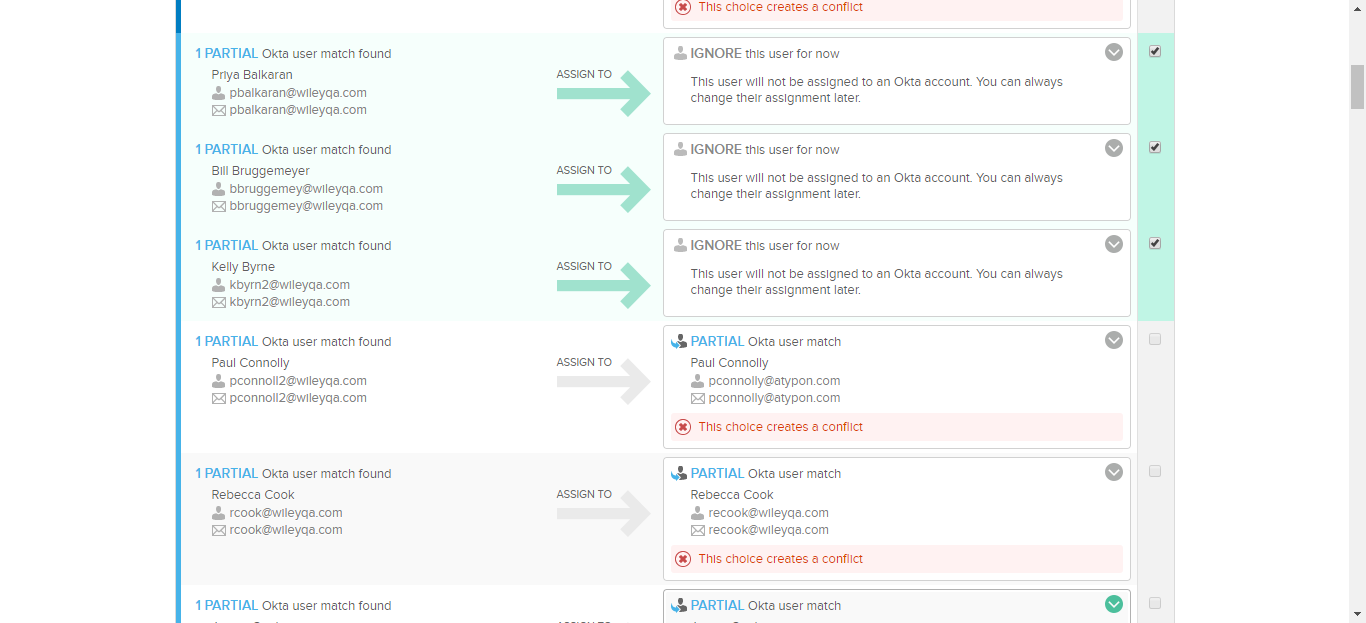 This choice creates a conflict
1 PARTIAL Okta user match found
Priya Balkaran
pbalkaran@wileyqa.com
pbalkaran@wileyqa.com
ASSIGN TO
IGNORE this user for now
This user will not be assigned to an Okta account. You can always
change their assignment later.
1 PARTIAL Okta user match found
Bill Bruggemeyer
bbruggemey@wileyqa.com
bbruggemey@wileyqa.com
ASSIGN TO
IGNORE this user for now
This user will not be assigned to an Okta account. You can always
change their assignment later.
1 PARTIAL Okta user match found
Kelly Byrne
kbyrn2@wileyqa.com
kbyrn2@wileyqa.com
ASSIGN TO
IGNORE this user for now
This user will not be assigned to an Okta account. You can always
change their assignment later.
1 PARTIAL Okta user match found
Paul Connolly
pconnoll2@wileyqa.com
pconnoll2@wileyqa.com
ASSIGN TO
PARTIAL Okta user match
Paul Connolly
pconnolly@atypon.com
pconnolly@atypon.com
This choice creates a conflict
1 PARTIAL Okta user match found
Rebecca Cook
rcook@wileyqa.com
rcook@wileyqa.com
ASSIGN TO
PARTIAL Okta user match
Rebecca Cook
recook@wileyqa.com
recook@wileyqa.com
This choice creates a conflict
1 PARTIAL Okta user match found
PARTIAL Okta user match